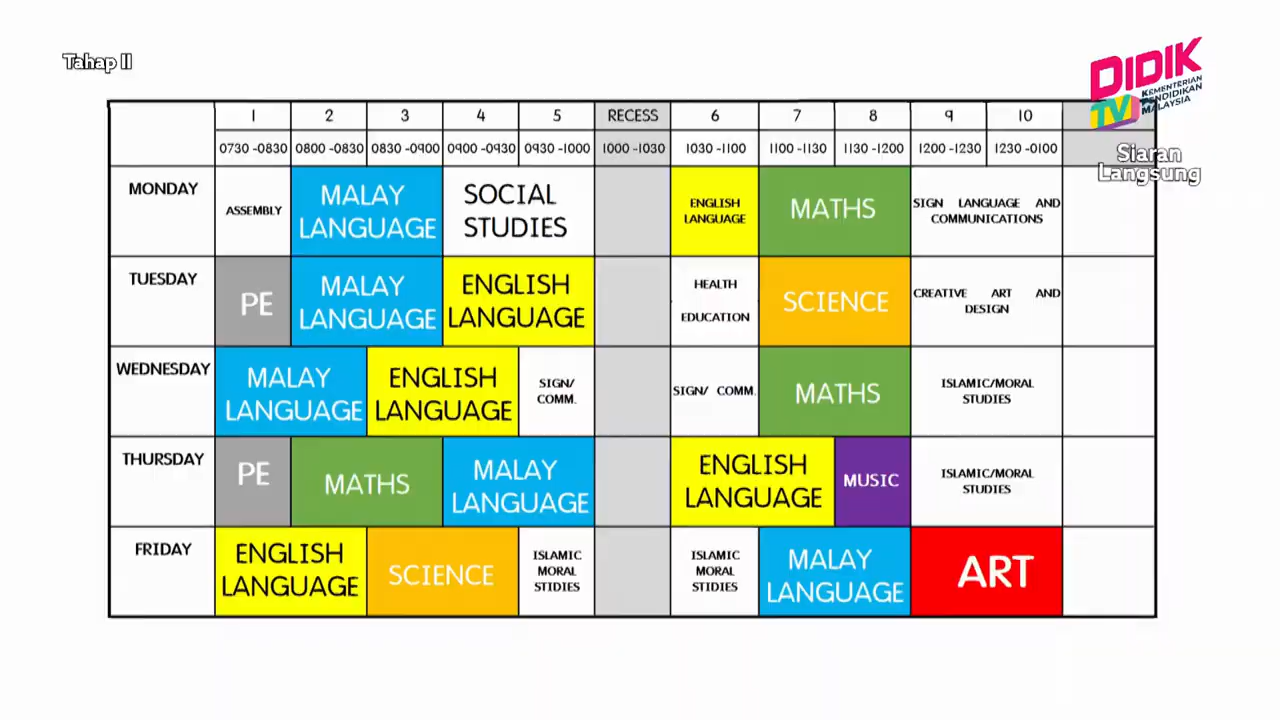 Tahap II
DIDIK
TV
KEMENTERIAN
PENDIDIKAN
MALAYSIA
Siaran
Langsung
1 2 3 4 5 RECESS 6 7 8 9 10
0730 -0830 0800 -0830 0830 -0900 0900 -0930 0930 -1000 1000 -1030 1030 -1100 1100 -1130 1130 -1200 1200 -1230 1230 -0100
MONDAY
ASSEMBLY
MALAY
LANGUAGE
SOCIAL
STUDIES
ENGLISH
LANGUAGE
MATHS
SIGN LANGUAGE AND
COMMUNICATIONS
TUESDAY
PE
MALAY
LANGUAGE
ENGLISH
LANGUAGE
HEALTH
EDUCATION
SCIENCE
CREATIVE ART AND
DESIGN
WEDNESDAY
MALAY
LANGUAGE
ENGLISH
LANGUAGE
SIGN/
COMM.
SIGN/ COMM.
MATHS
ISLAMIC/MORAL
STUDIES
THURSDAY
PE
MATHS
MALAY
LANGUAGE
ENGLISH
LANGUAGE
MUSIC
ISLAMIC/MORAL
STUDIES
FRIDAY
ENGLISH
LANGUAGE
SCIENCE
ISLAMIC
MORAL
STIDIES
ISLAMIC
MORAL
STIDIES
MALAY
LANGUAGE
ART